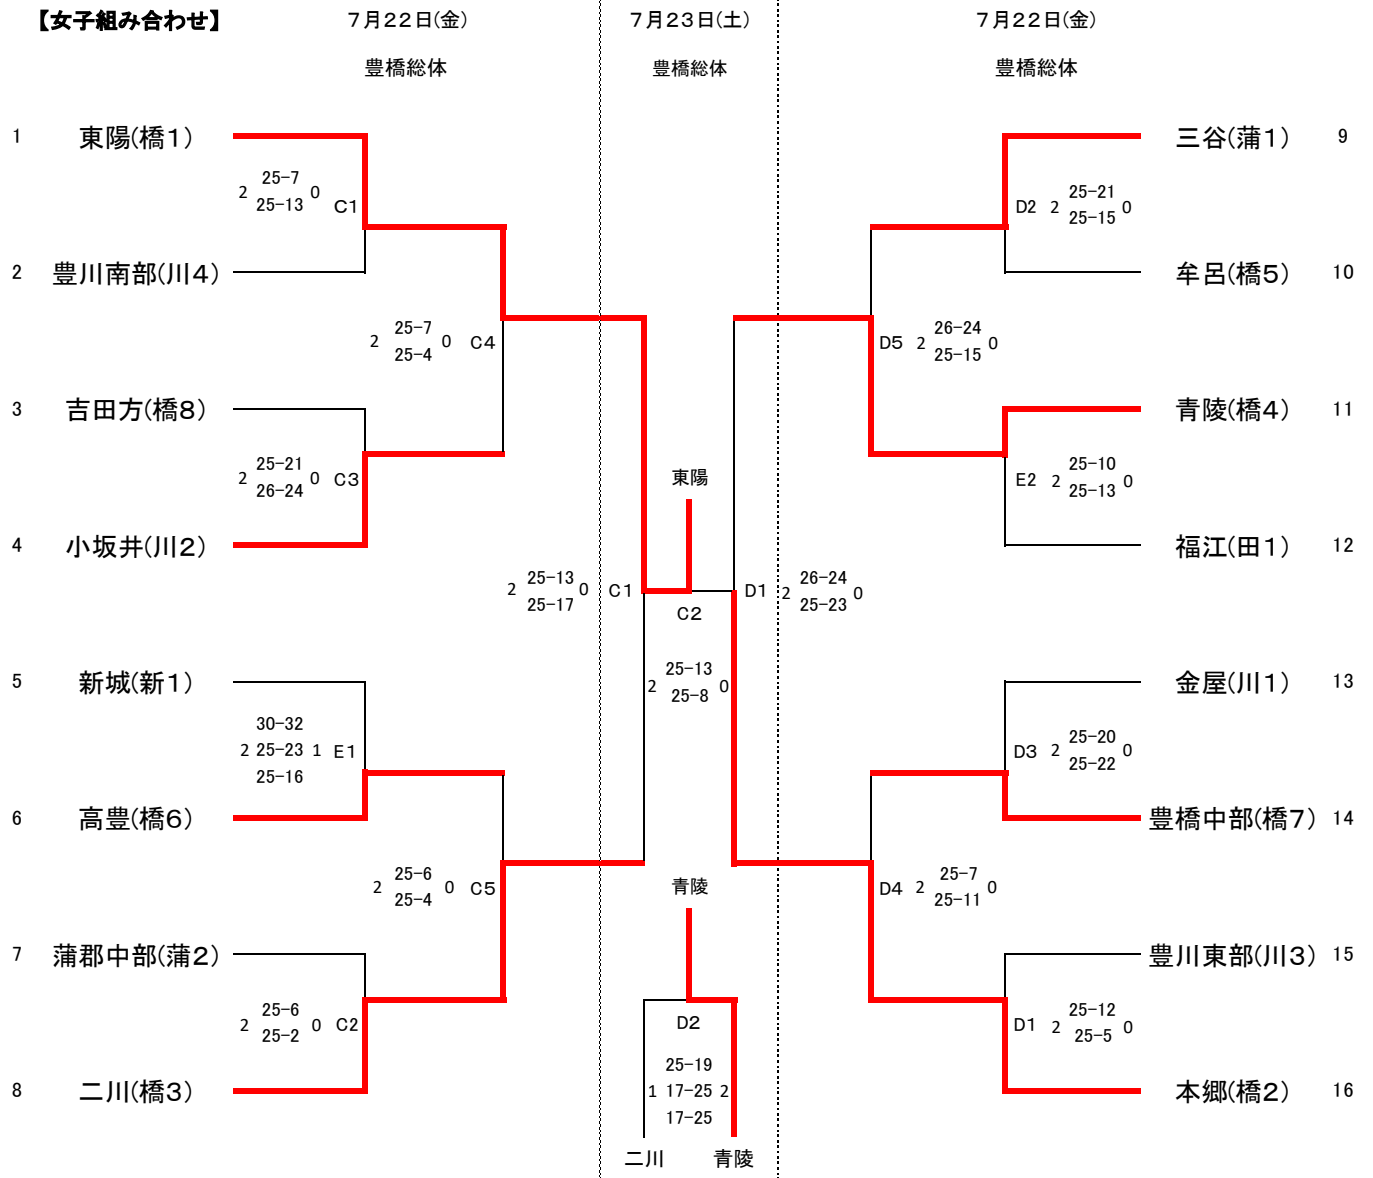 【女子組み合わせ】 7月22日(金) 7月23日(土) 7月22日(金)
豊橋総体 豊橋総体 豊橋総体
1 東陽(橋1) 三谷(蒲1) 9
25-7 25-21
2 0 C1 D2 2 0
25-13 25-15
2 豊川南部(川4) 牟呂(橋5) 10
25-7 26-24
2 0 C4 D5 2 0
25-4 25-15
3 吉田方(橋8) 青陵(橋4) 11
25-21 東陽 25-10
2 0 C3 E2 2 0
26-24 25-13
4 小坂井(川2) 福江(田1) 12
25-13 26-24
2 0 C1 D1 2 0
25-17 C2 25-23
5 新城(新1) 25-13 金屋(川1) 13
2 0
25-8
30-32 25-20
2 25-23 1 E1 D3 2 0
25-16 25-22
6 高豊(橋6) 豊橋中部(橋7) 14
25-6 青陵 25-7
2 0 C5 D4 2 0
25-4 25-11
7 蒲郡中部(蒲2) 豊川東部(川3) 15
25-6 D2 25-12
2 0 C2 D1 2 0
25-2 25-5
25-19
8 二川(橋3) 1 17-25 2 本郷(橋2) 16
17-25
二川 青陵